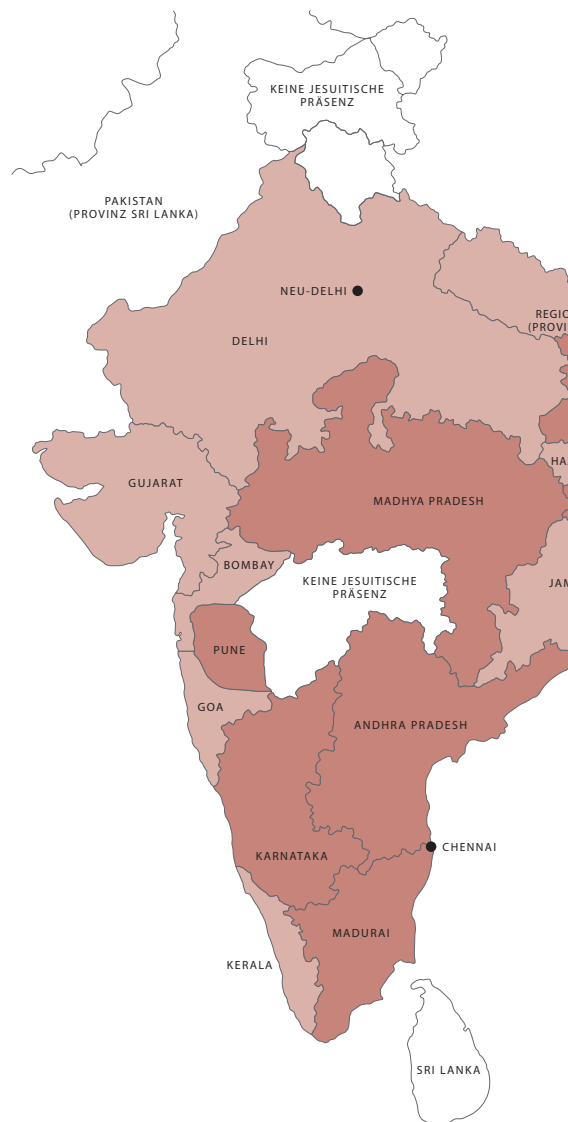 KEINE JESUITISCHE
PRÄSENZ
PAKISTAN
(PROVINZ SRI LANKA)
NEU-DELHI
DELHI
GUJARAT
MADHYA PRADESH
BOMBAY
KEINE JESUITISCHE
PRÄSENZ
PUNE
GOA
ANDHRA PRADESH
KARNATAKA
CHENNAI
MADURAI
KERALA
SRI LANKA